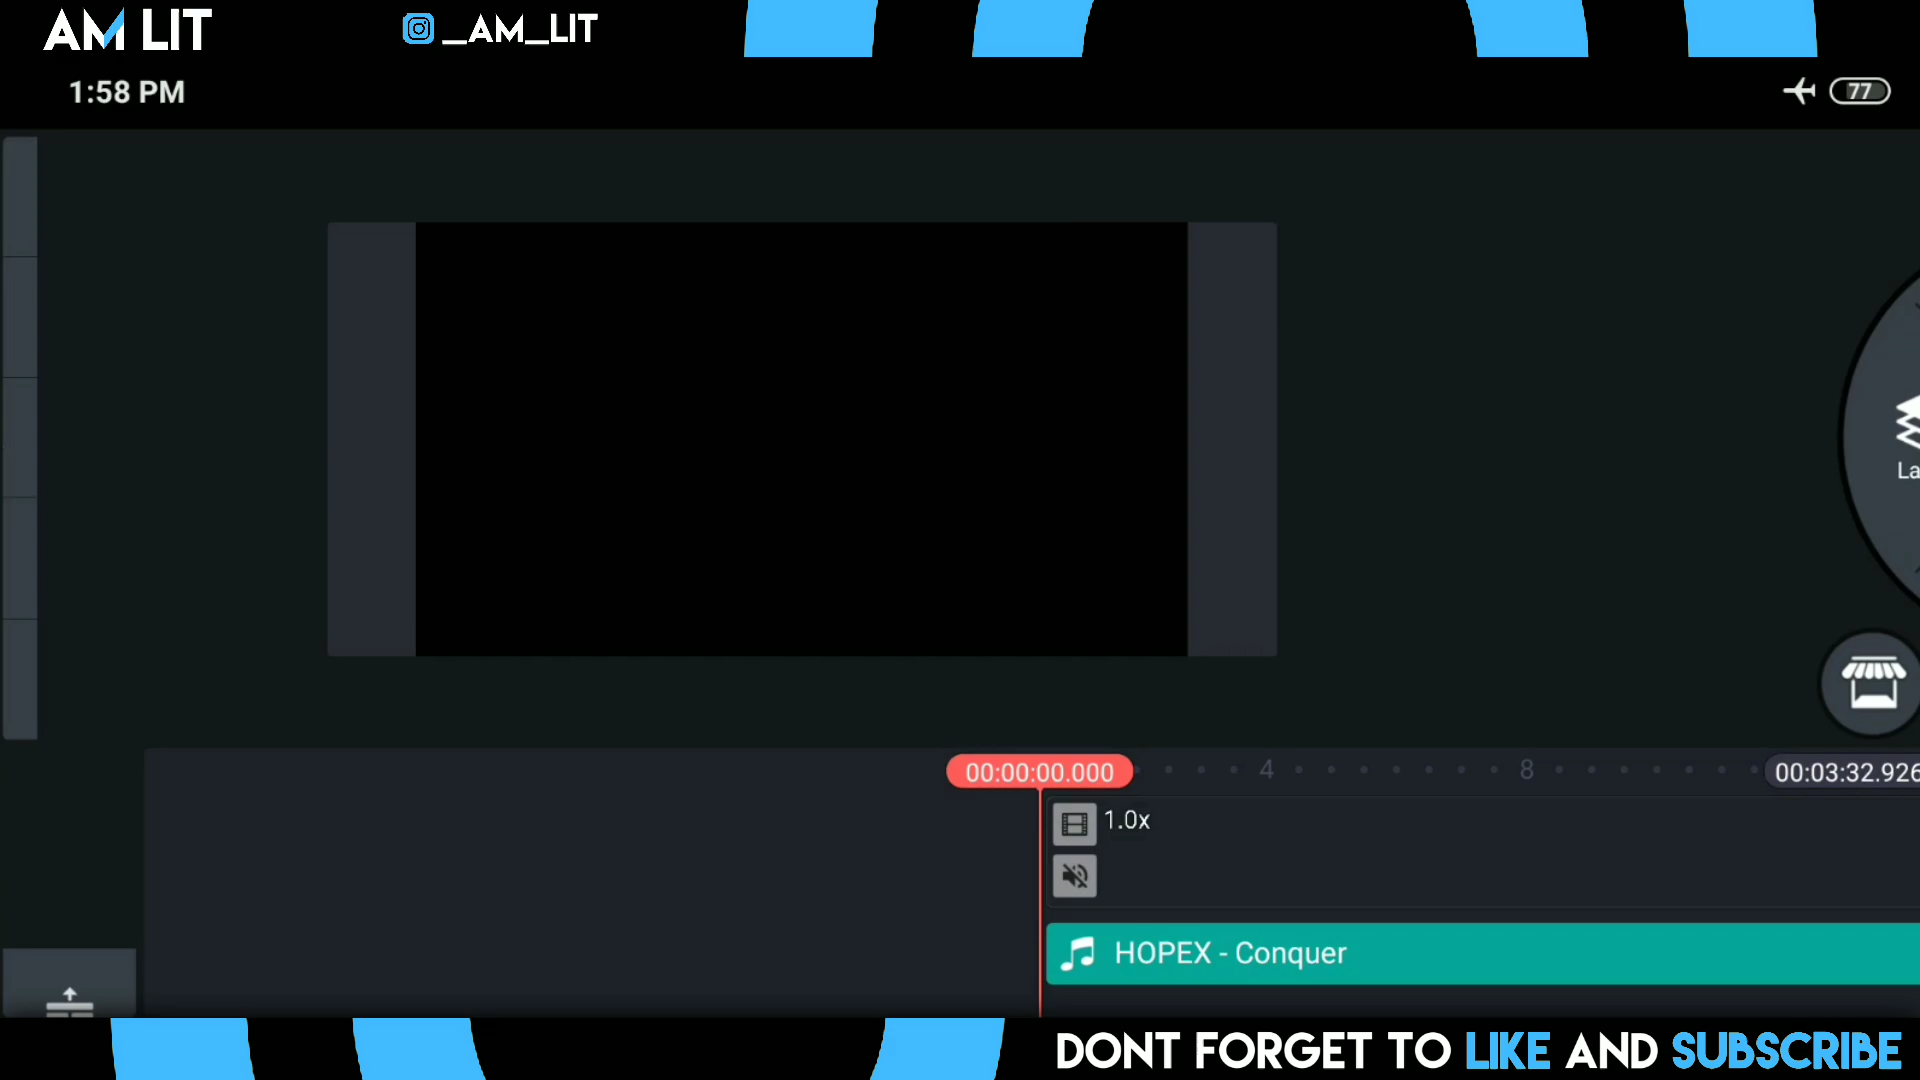 AM LIT
_AM_LIT
1:58 PM
77
La
00:00:00.000
4
8
00:03:32.926
1.0x
HOPEX - Conquer
DONT FORGET TO LIKE AND SUBSCRIBE